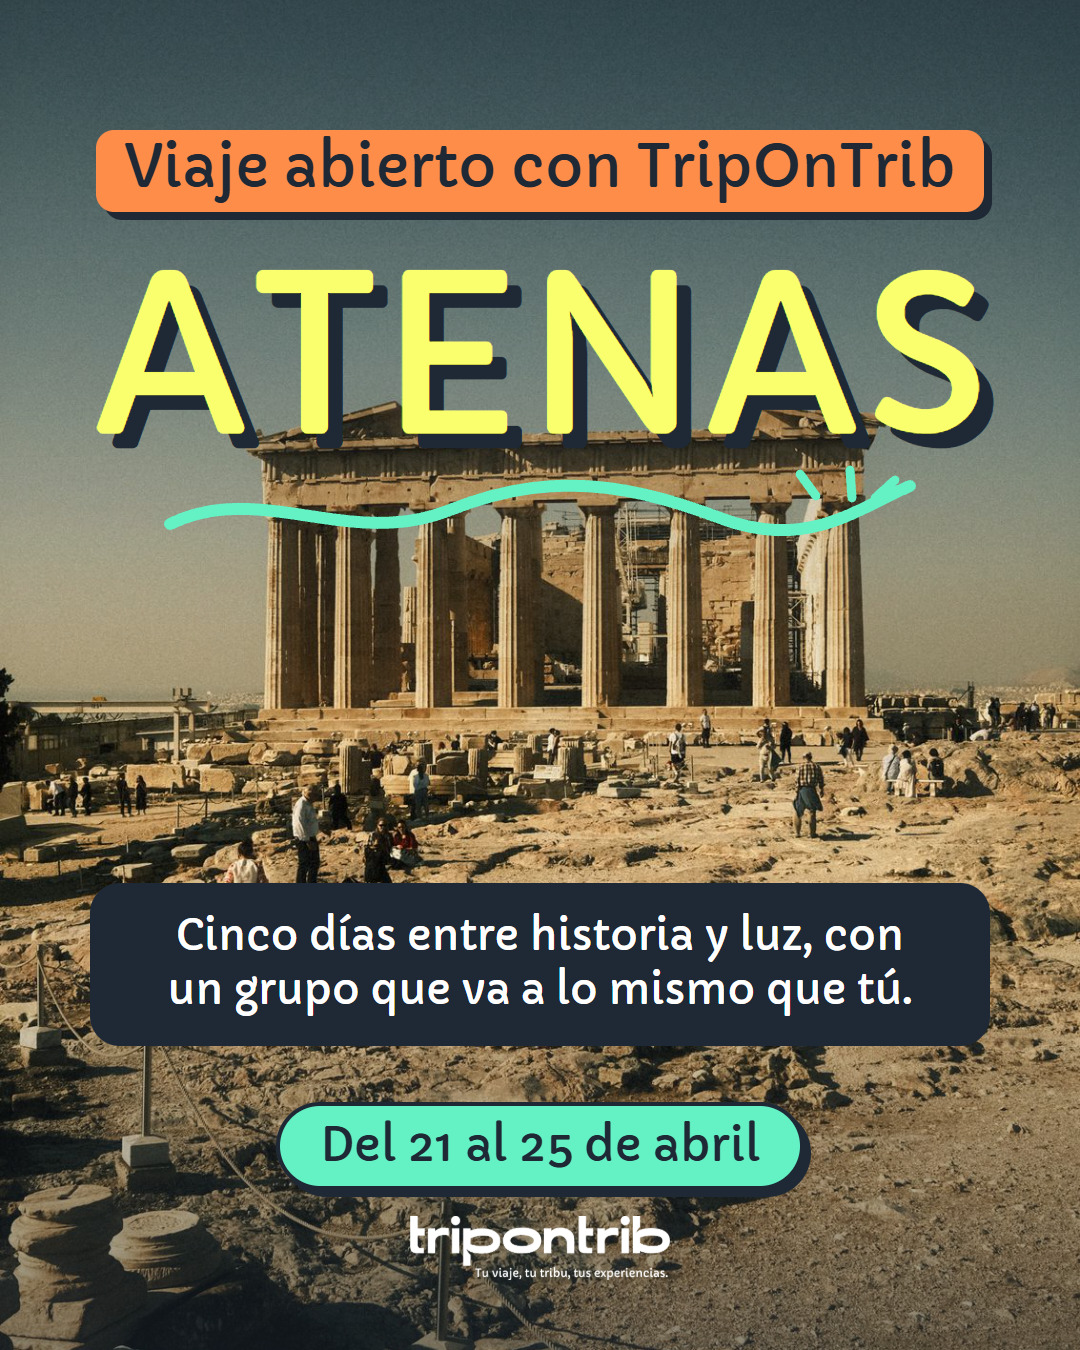 Viaje abierto con TripOnTrib
ATENAS
Cinco días entre historia y luz, con
un grupo que va a lo mismo que tú.
Del 21 al 25 de abril
tripontrib
Tu viaje, tu tribu, tus experiencias.